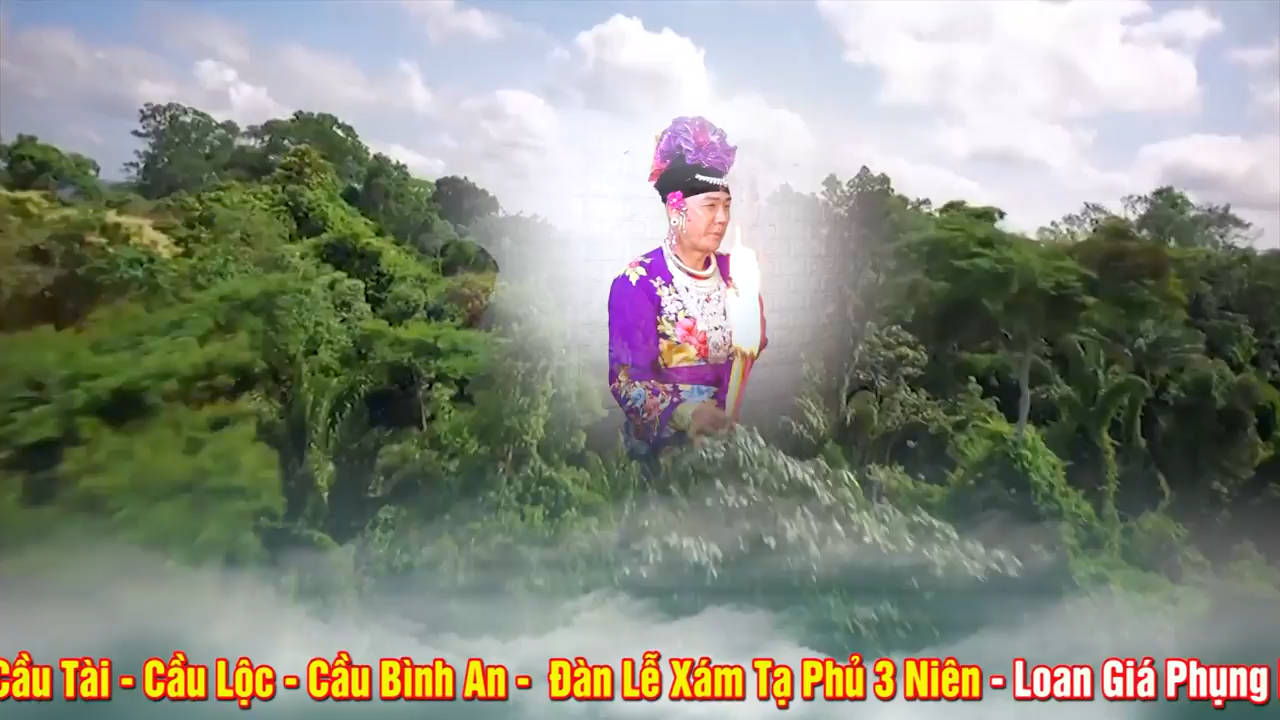 Cầu Tài - Cầu Lộc - Cầu Bình An - Đàn Lễ Xám Tạ Phủ 3 Niên - Loan Giá Phụng